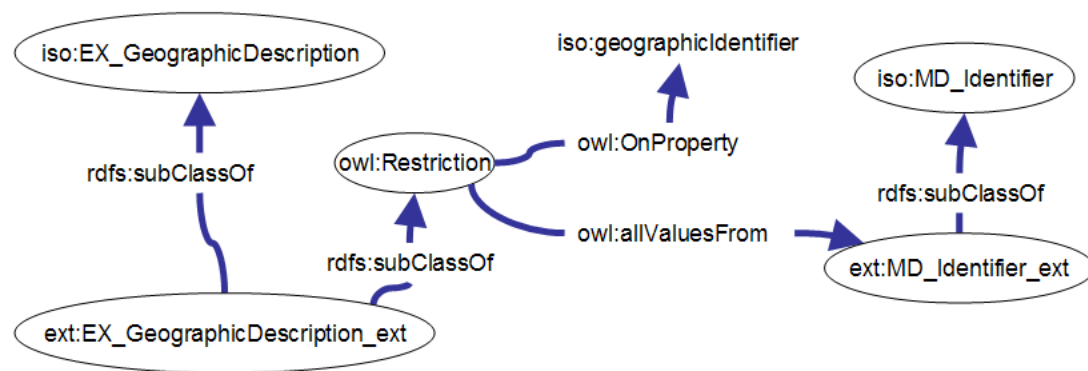 iso:EX_GeographicDescription
iso:geographicIdentifier
iso:MD_Identifier
owl:OnProperty
owl:Restriction
rdfs:subClassOf
rdfs:subClassOf
owl:allValuesFrom
rdfs:subClassOf
ext:MD_Identifier_ext
ext:EX_GeographicDescription_ext